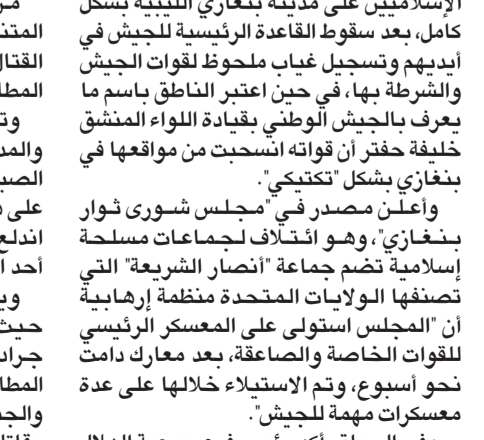 الإسلاميين على مدينة بنغازي الليبية بشكل
كامل، بعد سقوط القاعدة الرئيسية للجيش في
أيديهم وتسجيل غياب ملحوظ لقوات الجيش
والشرطة بها، في حين اعتبر الناطق باسم ما
يعرف بالجيش الوطني بقيادة اللواء المنشق
خليفة حفتر أن قواته انسحبت من مواقعها في
بنغازي بشكل "تكتيكي".
وأعلن مصدر في "مجلس شورى ثوار
بنغازي"، وهو ائتلاف لجماعات مسلحة
إسلامية تضم جماعة "أنصار الشريعة" التي
تصنفها الولايات المتحدة منظمة إرهابية
أن "المجلس استولى على المعسكر الرئيسي
للقوات الخاصة والصاعقة، بعد معارك دامت
نحو أسبوع، وتم الاستيلاء خلالها على عدة
معسكرات مهمة للجيش".